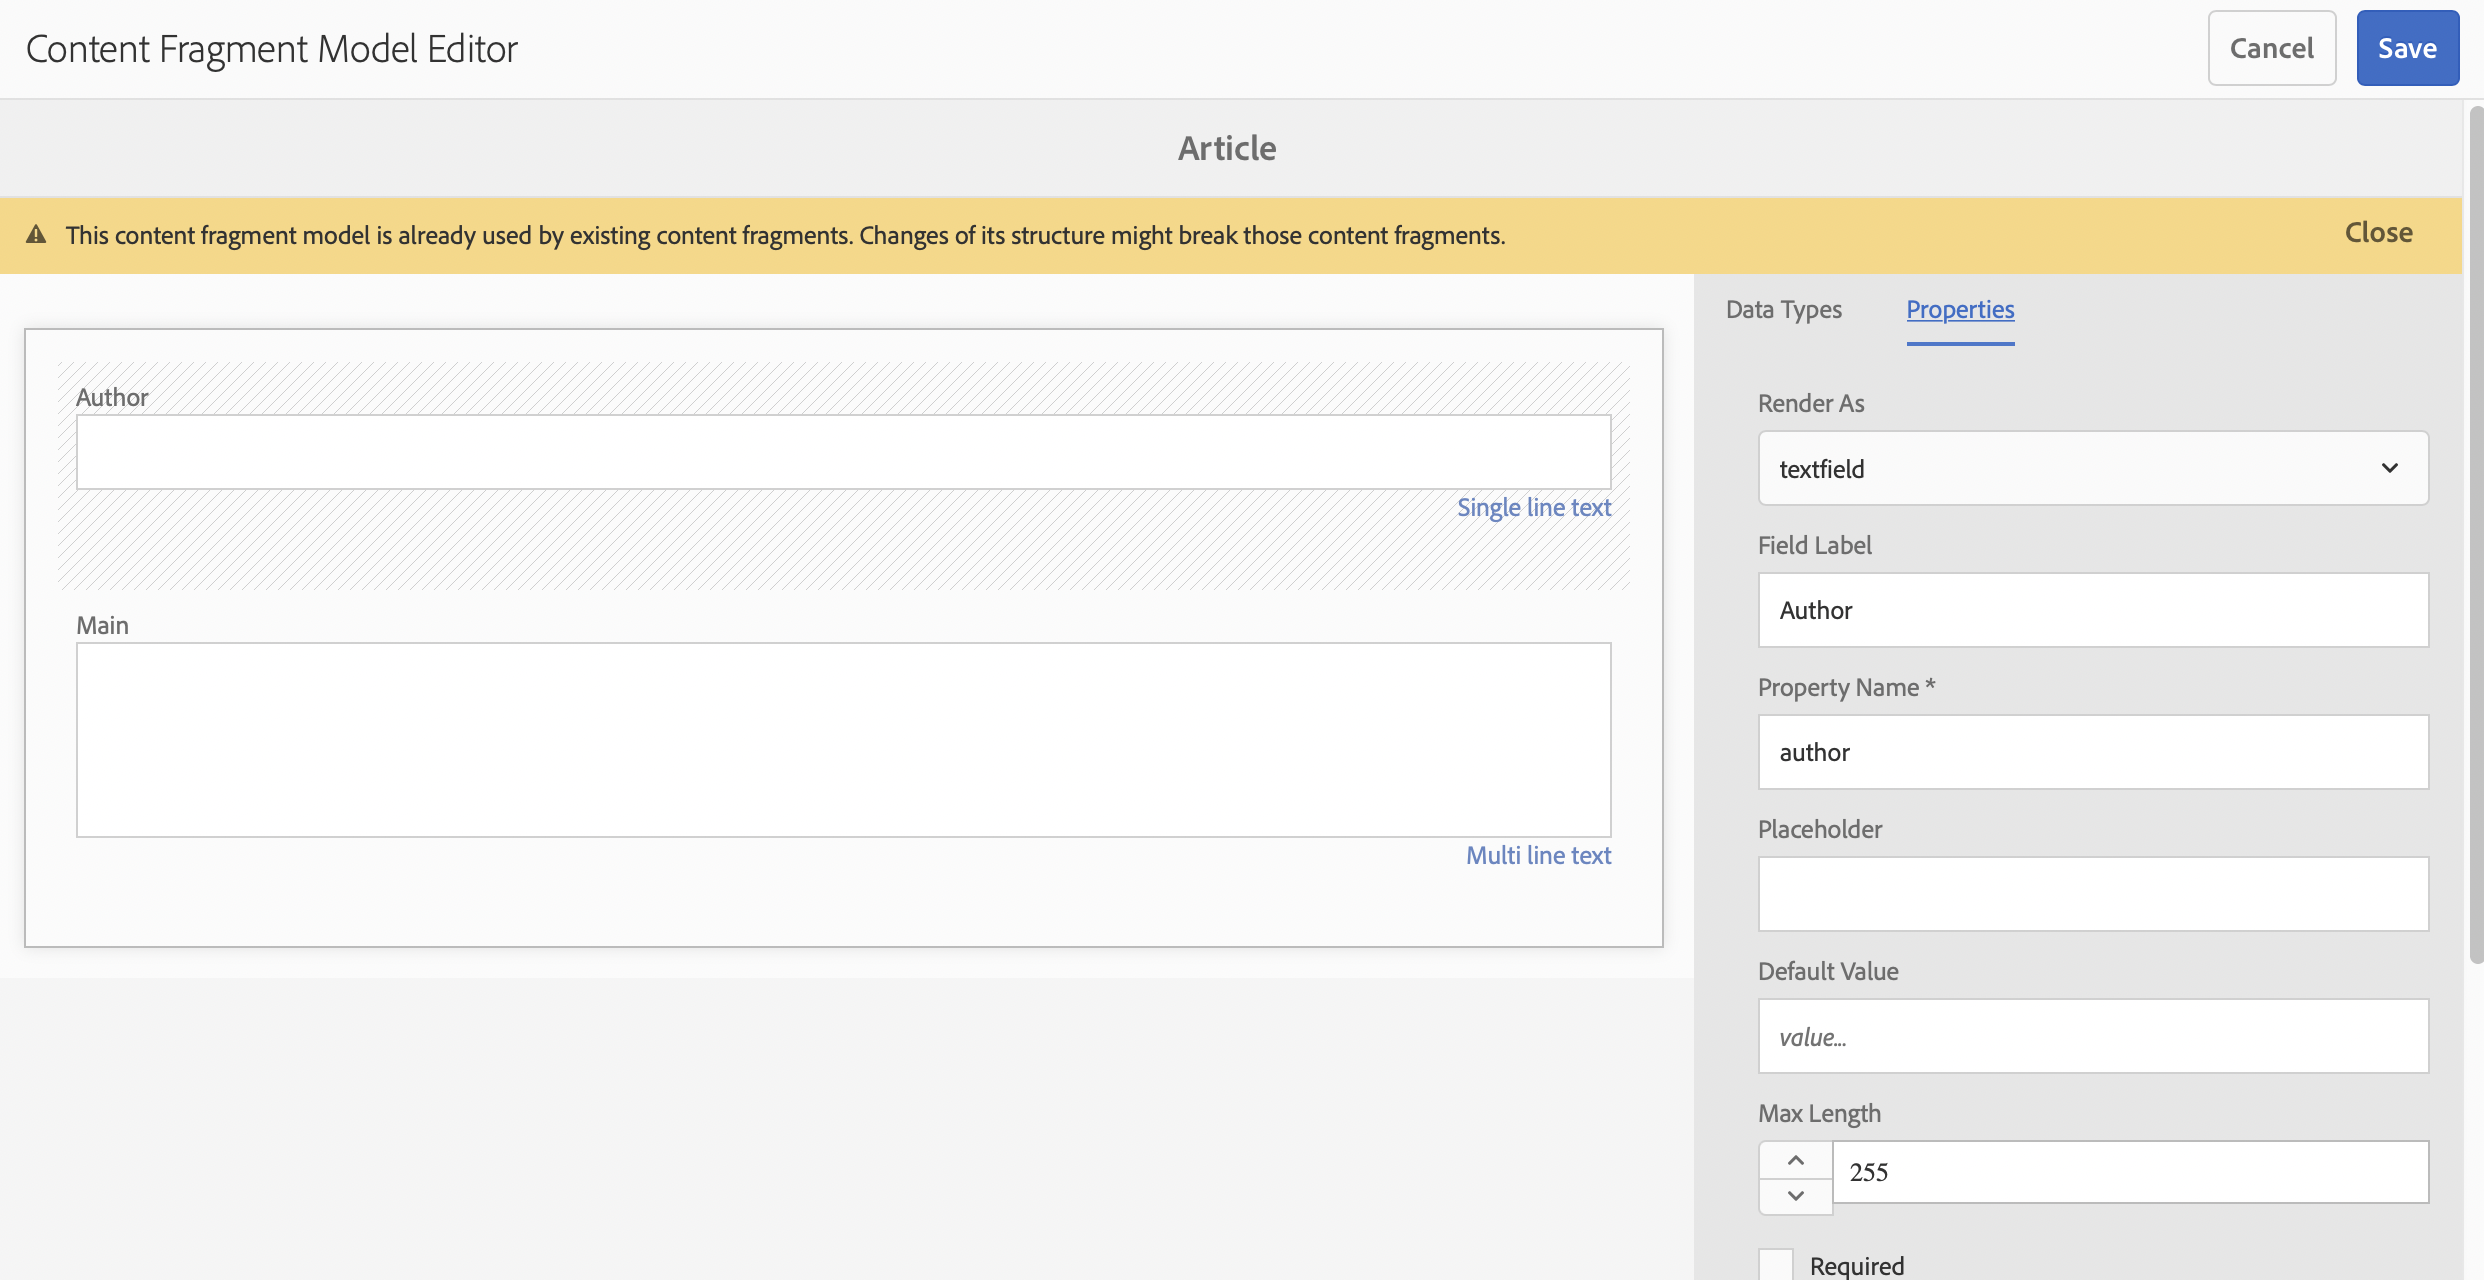 Content Fragment Model Editor
Cancel
Save
Article
This content fragment model is already used by existing content fragments. Changes of its structure might break those content fragments.
Close
Author
Single line text
Main
Multi line text
Data Types
Properties
Render As
textfield
Field Label
Author
Property Name *
author
Placeholder
Default Value
value...
Max Length
255
Required